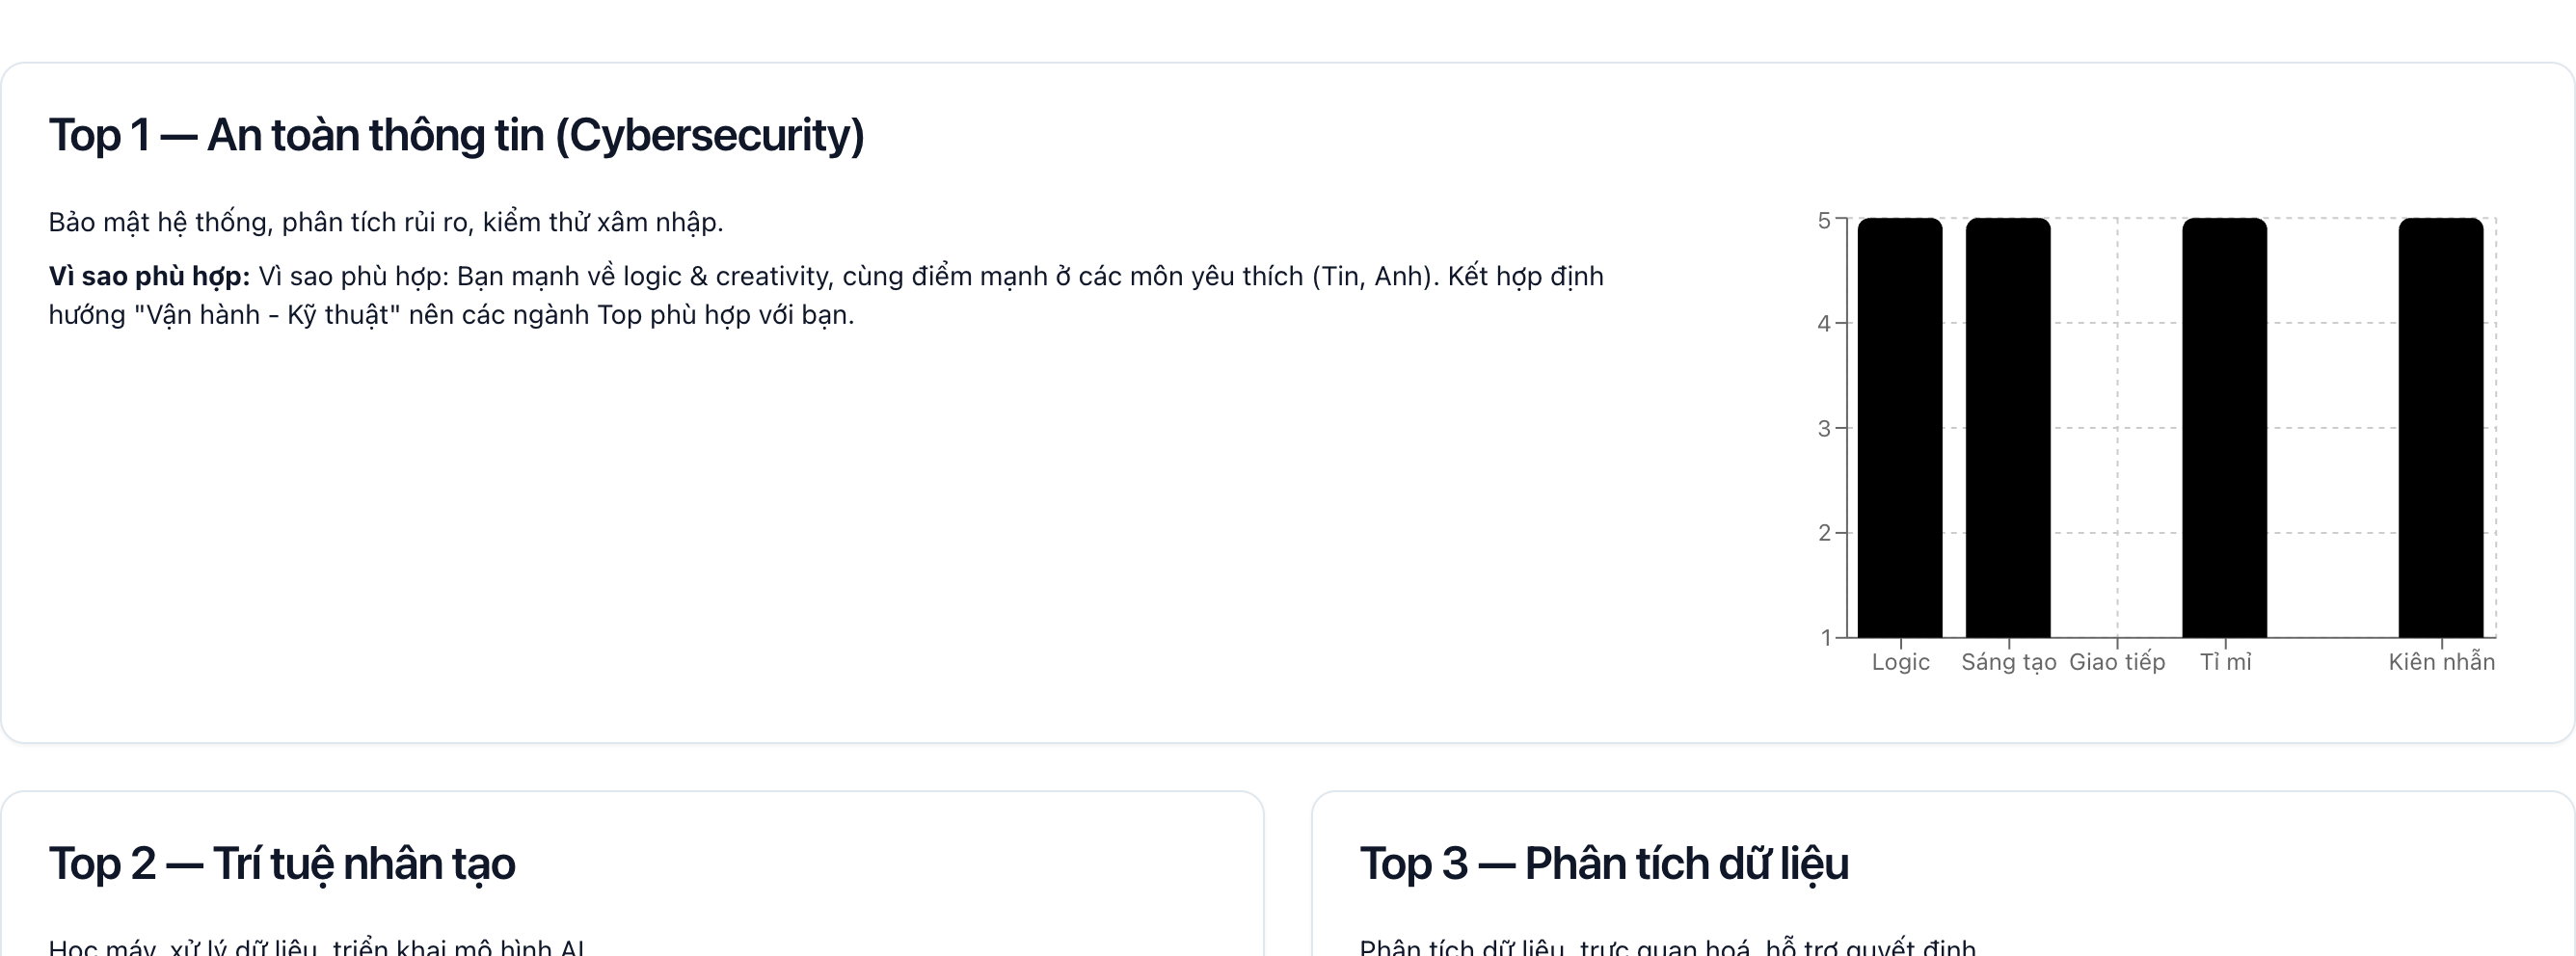 Top 1 — An toàn thông tin (Cybersecurity)
Bảo mật hệ thống, phân tích rủi ro, kiểm thử xâm nhập.
Vì sao phù hợp: Vì sao phù hợp: Bạn mạnh về logic & creativity, cùng điểm mạnh ở các môn yêu thích (Tin, Anh). Kết hợp định
hướng "Vận hành - Kỹ thuật" nên các ngành Top phù hợp với bạn.
5
4
3
2
1
Logic Sáng tạo Giao tiếp Tỉ mỉ Kiên nhẫn
Top 2 — Trí tuệ nhân tạo
Học máy, xử lý dữ liệu, triển khai mô hình AI
Top 3 — Phân tích dữ liệu
Phân tích dữ liệu, trực quan hoá, hỗ trợ quyết định